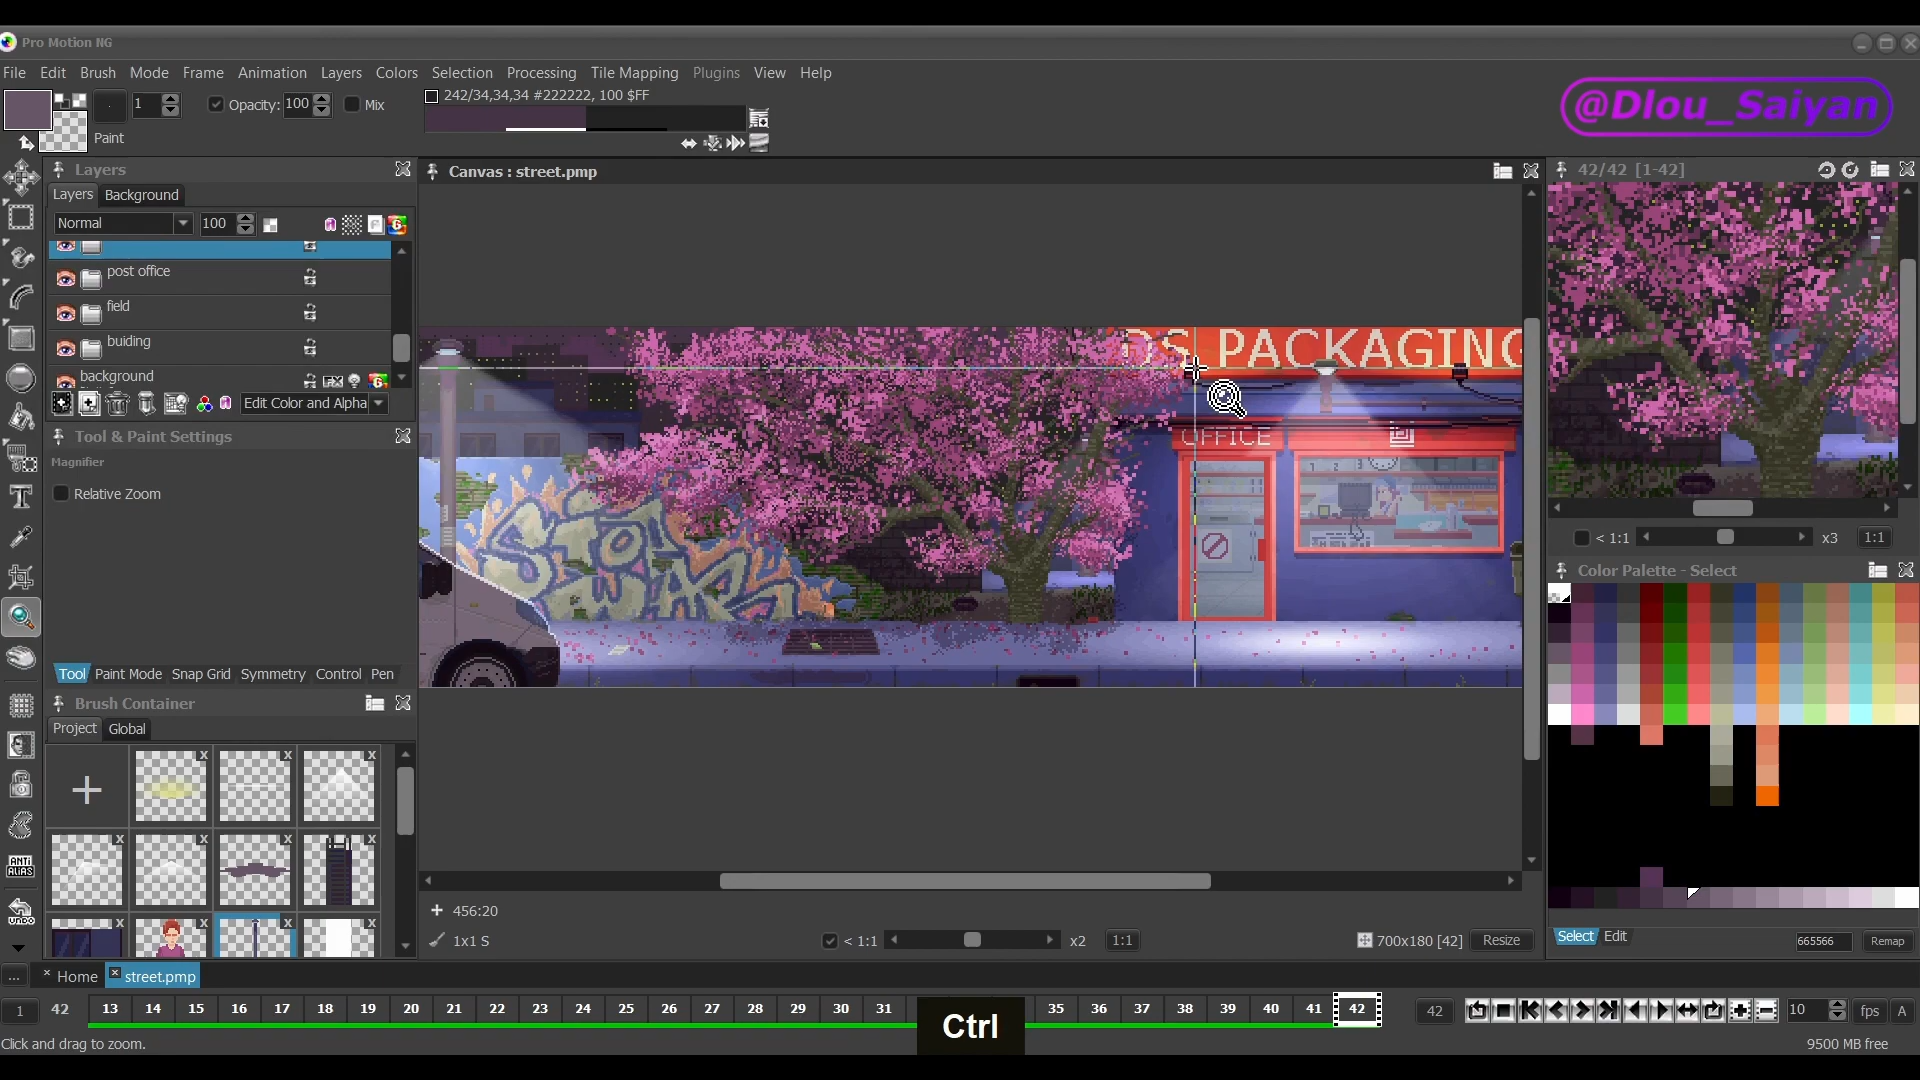 Pro Motion NG
File Edit Brush Mode Frame Animation Layers Colors Selection Processing Tile Mapping Plugins View Help
1 Opacity: 100 Mix
242/34,34,34 #222222, 100 $FF
Paint
@Dlou_Saiyan
Layers
Layers Background
Normal 100
post office
field
buiding
background
Edit Color and Alpha
Tool & Paint Settings
Magnifier
Relative Zoom
Tool Paint Mode Snap Grid Symmetry Control Pen
Brush Container
Project Global
ANTI
ALIAS
UNDO
Canvas : street.pmp
DS PACKAGING
OFFICE
STOP
WAR
456:20
1x1 S
< 1:1 x2 1:1
700x180 [42] Resize
42/42 [1-42]
< 1:1 x3 1:1
Color Palette - Select
Select Edit 665566 Remap
... Home street.pmp
1 42 13 14 15 16 17 18 19 20 21 22 23 24 25 26 27 28 29 30 31 35 36 37 38 39 40 41 42 42 10 fps A
Ctrl
Click and drag to zoom.
9500 MB free